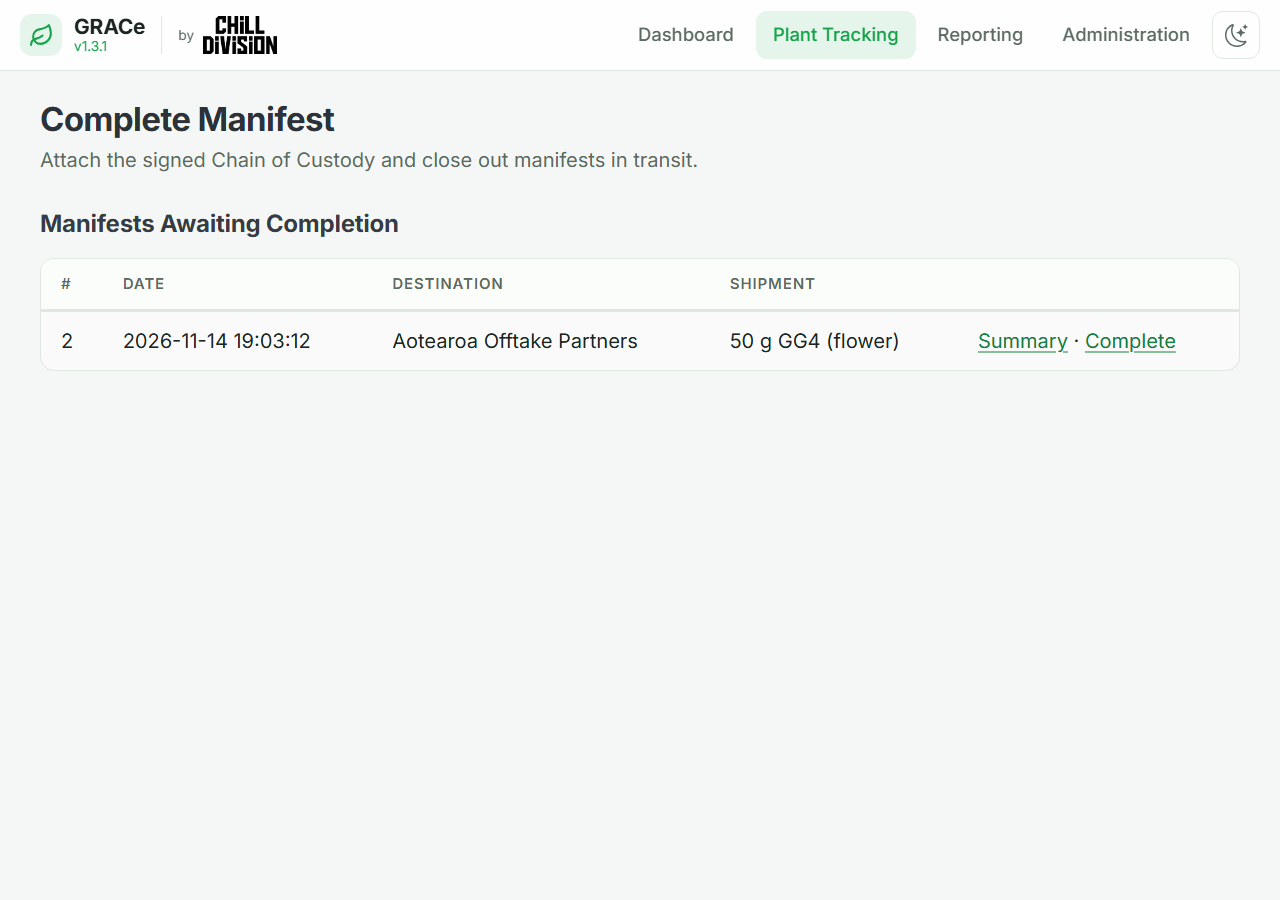 GRACe
v1.3.1
by CHiLL DiViSiON
Dashboard
Plant Tracking
Reporting
Administration
Complete Manifest
Attach the signed Chain of Custody and close out manifests in transit.
Manifests Awaiting Completion
# DATE DESTINATION SHIPMENT
2 2026-11-14 19:03:12 Aotearoa Offtake Partners 50 g GG4 (flower) Summary · Complete